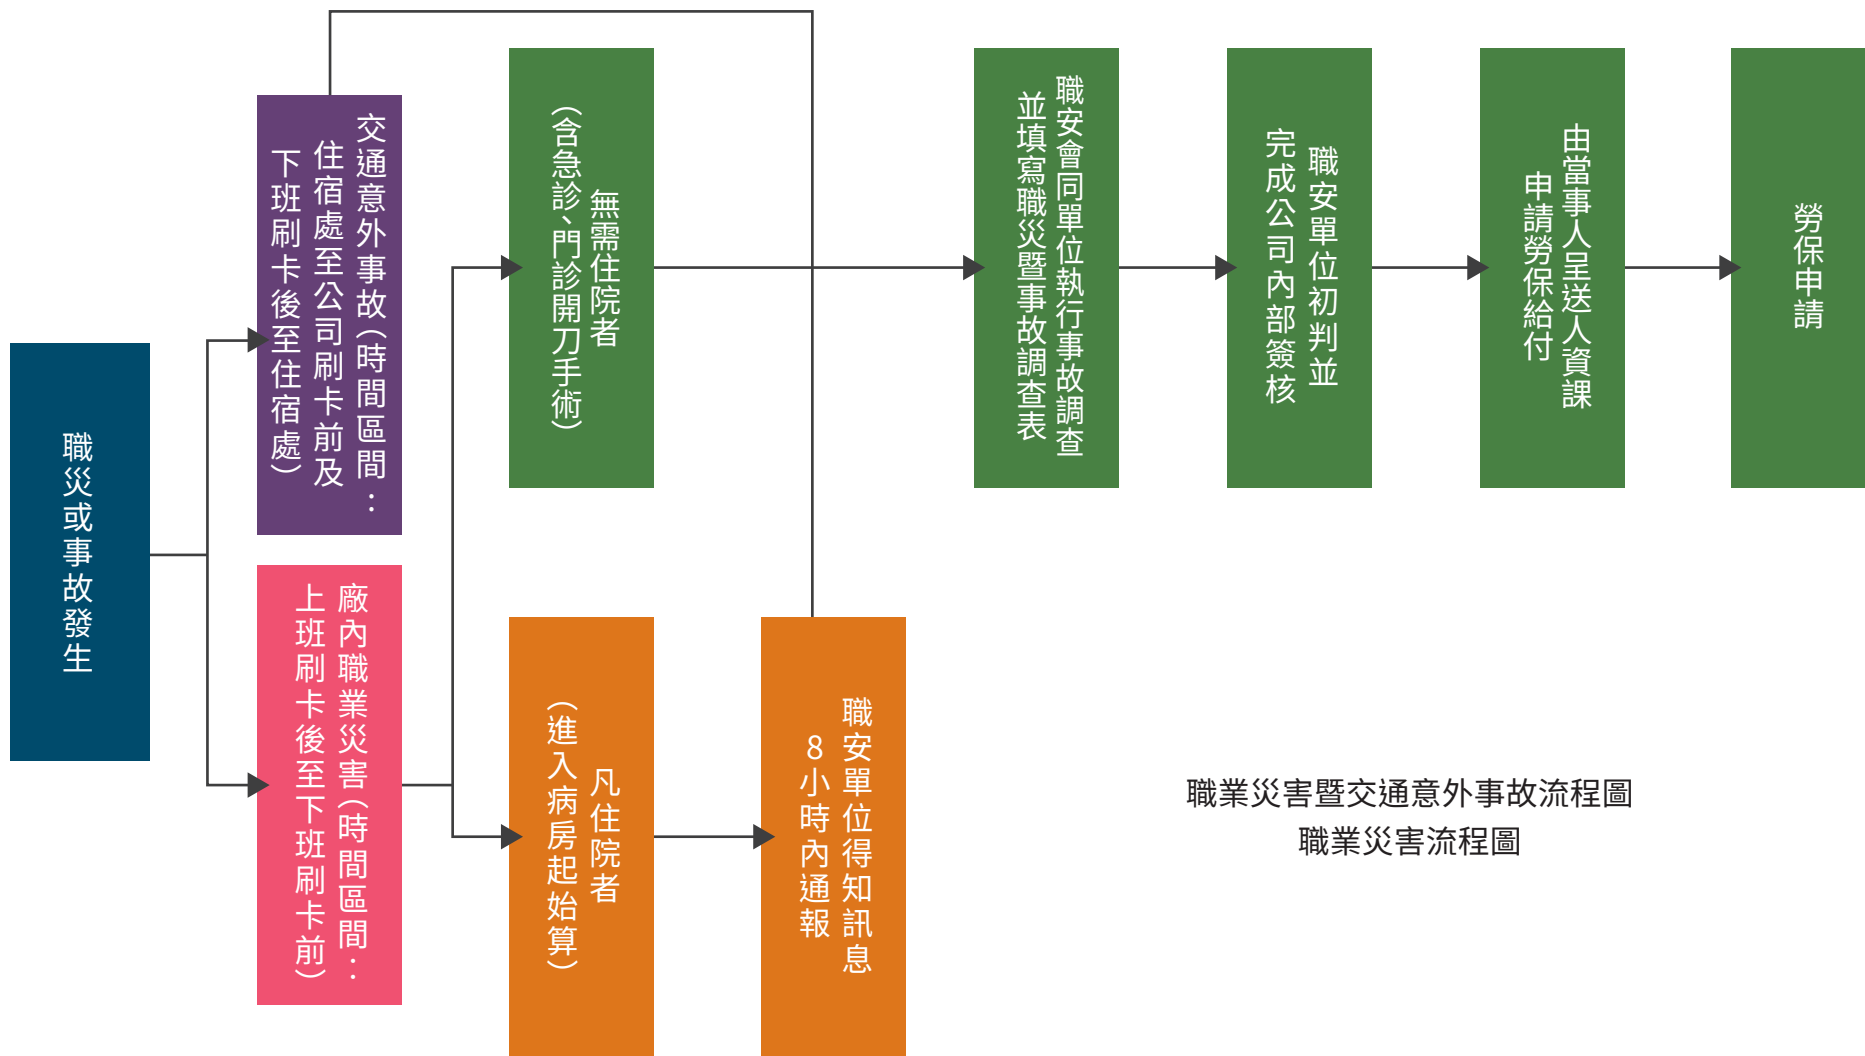 職災或事故發生
交通意外事故（時間區間：
住宿處至公司刷卡前及
下班刷卡後至住宿處）
廠內職業災害（時間區間：
上班刷卡後至下班刷卡前）
無需住院者
（含急診、門診開刀手術）
凡住院者
（進入病房起始算）
職安單位得知訊息
8小時內通報
職安會同單位執行事故調查
並填寫職災暨事故調查表
職安單位初判並
完成公司內部簽核
由當事人呈送人資課
申請勞保給付
勞保申請
職業災害暨交通意外事故流程圖
職業災害流程圖